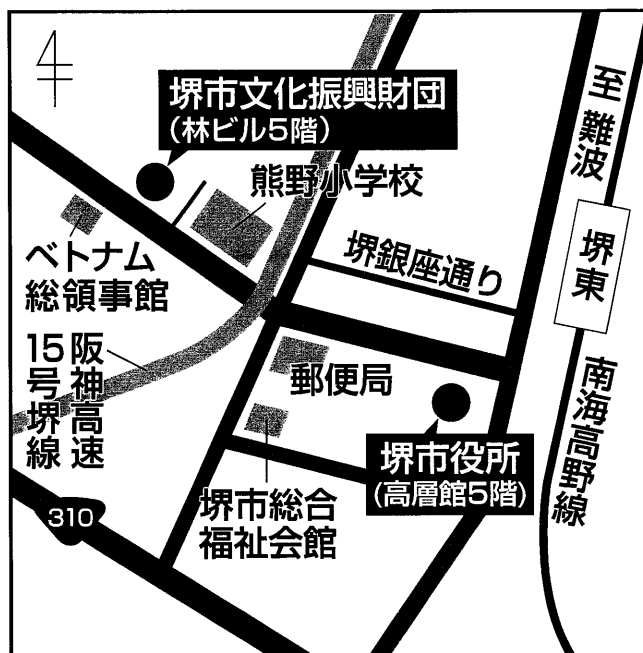 堺市文化振興財団
(林ビル5階)
熊野小学校
ベトナム
総領事館
堺銀座通り
至 難波
堺東
南海高野線
阪神高速
15号堺線
郵便局
堺市役所
(高層館5階)
堺市総合
福祉会館
310